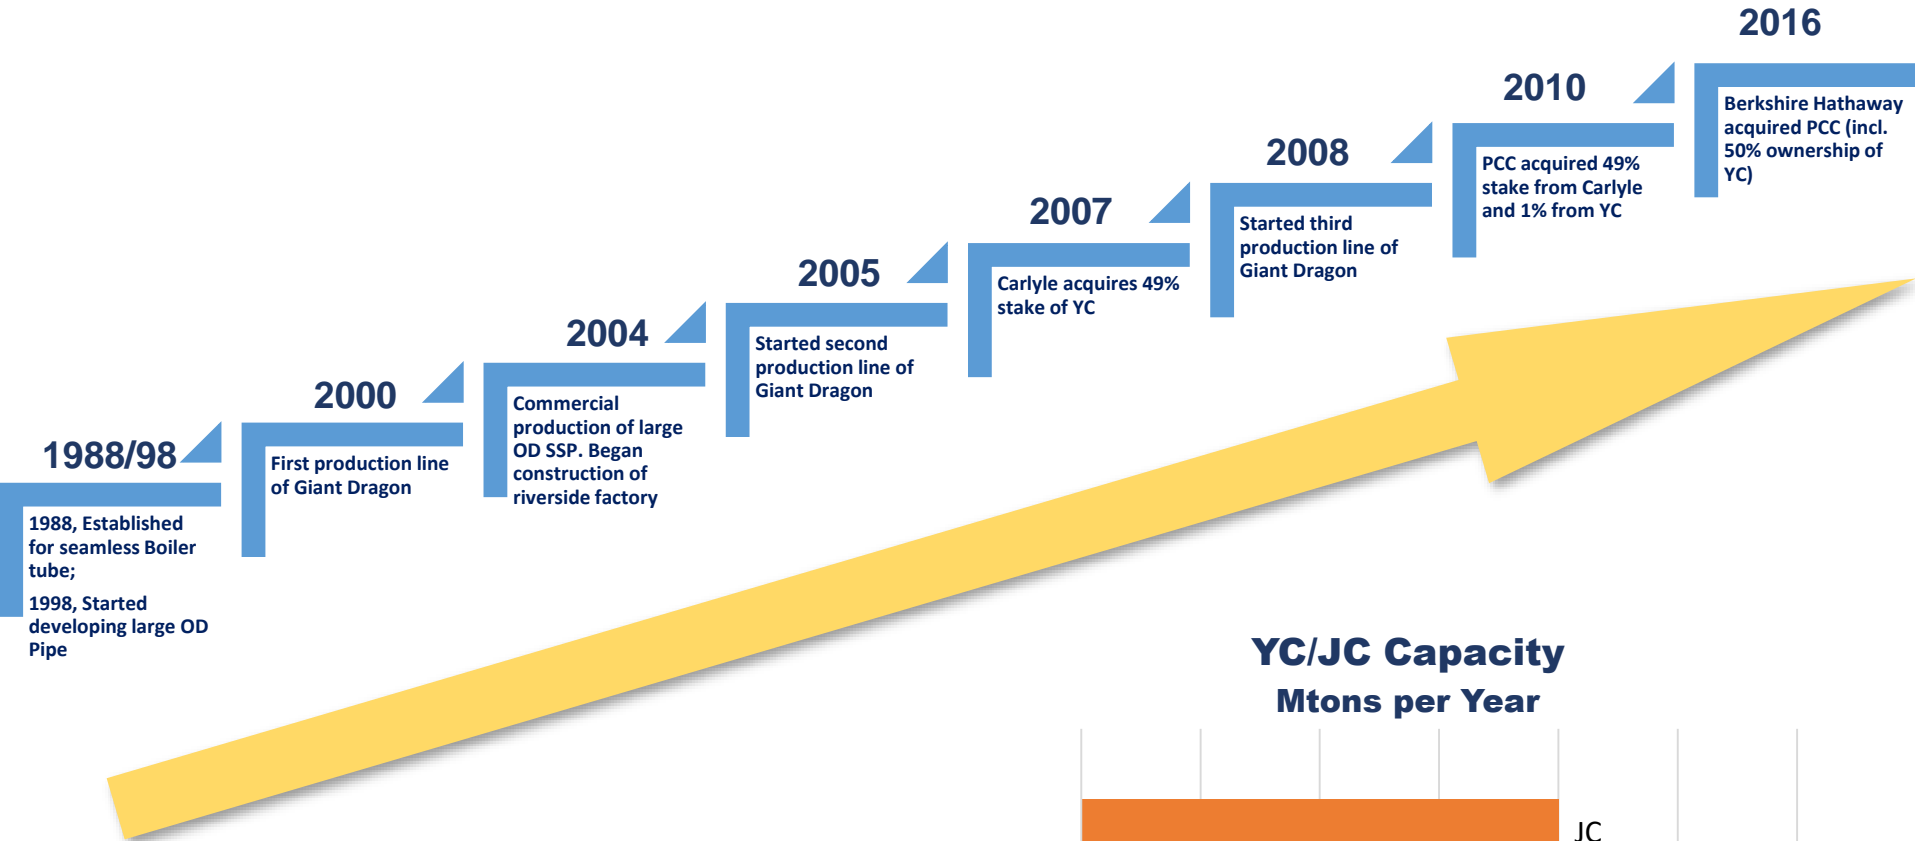 1988/98
1988, Established
for seamless Boiler
tube;
1998, Started
developing large OD
Pipe
2000
First production line
of Giant Dragon
2004
Commercial
production of large
OD SSP. Began
construction of
riverside factory
2005
Started second
production line of
Giant Dragon
2007
Carlyle acquires 49%
stake of YC
2008
Started third
production line of
Giant Dragon
2010
PCC acquired 49%
stake from Carlyle
and 1% from YC
2016
Berkshire Hathaway
acquired PCC (incl.
50% ownership of
YC)
YC/JC Capacity
Mtons per Year
JC